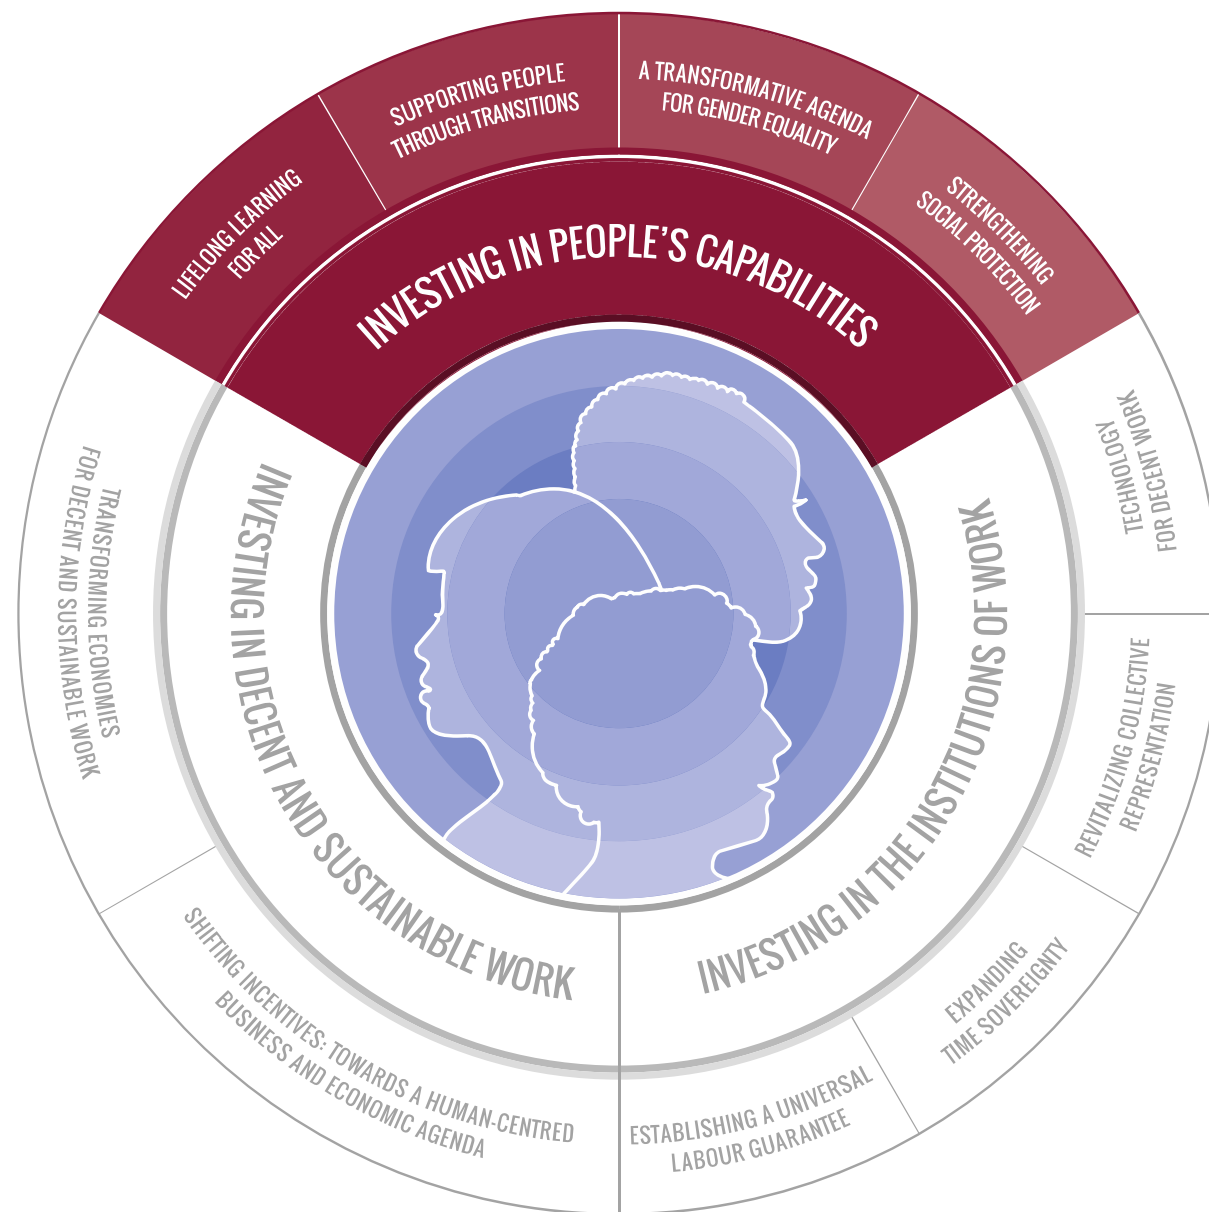 LIFELONG LEARNING
FOR ALL
SUPPORTING PEOPLE
THROUGH TRANSITIONS
A TRANSFORMATIVE AGENDA
FOR GENDER EQUALITY
STRENGTHENING
SOCIAL PROTECTION
INVESTING IN PEOPLE’S CAPABILITIES
TECHNOLOGY
FOR DECENT WORK
REVITALIZING COLLECTIVE
REPRESENTATION
EXPANDING
TIME SOVEREIGNTY
ESTABLISHING A UNIVERSAL
LABOUR GUARANTEE
INVESTING IN THE INSTITUTIONS OF WORK
TRANSFORMING ECONOMIES
FOR DECENT AND SUSTAINABLE WORK
SHIFTING INCENTIVES: TOWARDS A HUMAN-CENTRED
BUSINESS AND ECONOMIC AGENDA
INVESTING IN DECENT AND SUSTAINABLE WORK